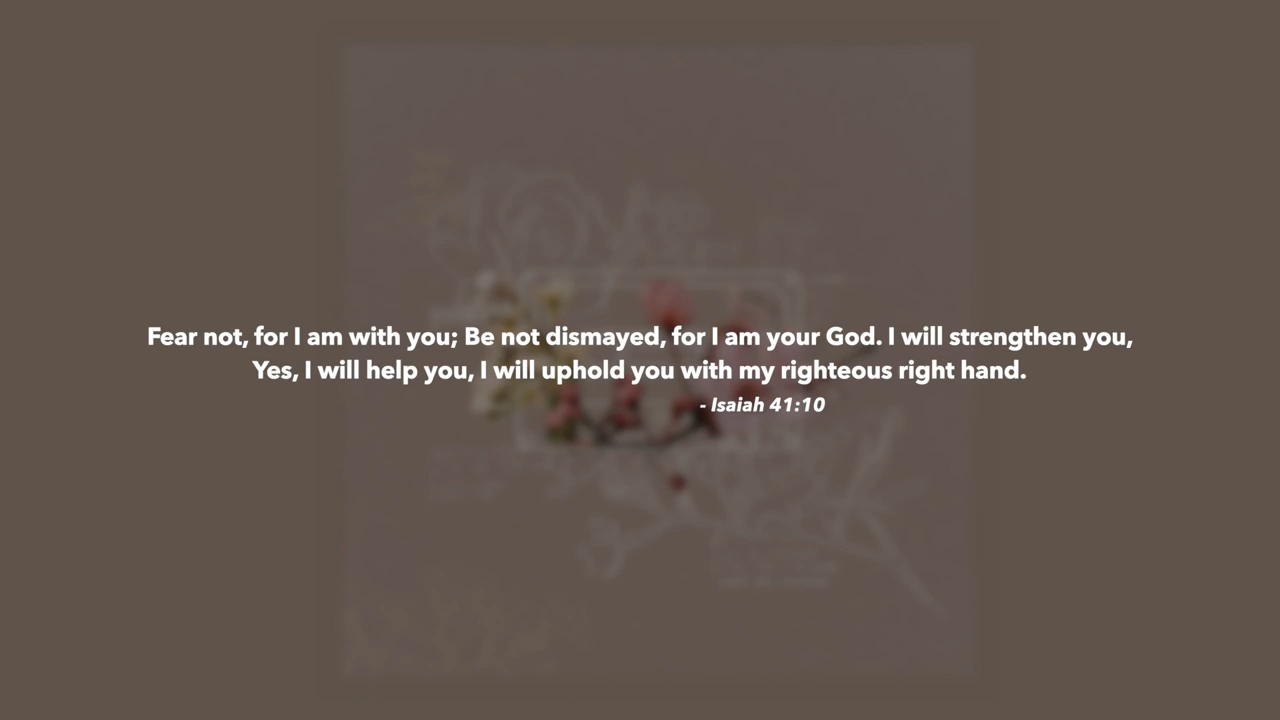 Fear not, for I am with you; Be not dismayed, for I am your God. I will strengthen you,
Yes, I will help you, I will uphold you with my righteous right hand.
- Isaiah 41:10